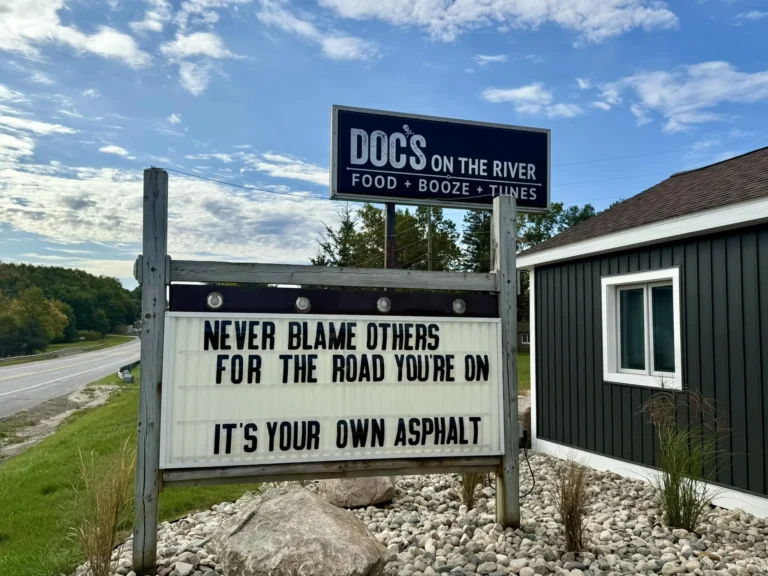 DOC'S ON THE RIVER
FOOD + BOOZE + TUNES
NEVER BLAME OTHERS
FOR THE ROAD YOU'RE ON
IT'S YOUR OWN ASPHALT